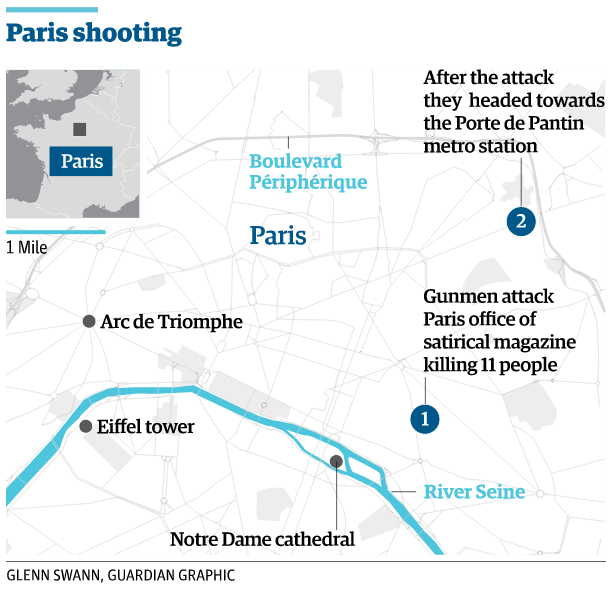 Paris shooting
Paris
1 Mile
After the attack
they headed towards
the Porte de Pantin
metro station
Boulevard
Périphérique
2
Paris
Gunmen attack
Paris office of
satirical magazine
killing 11 people
Arc de Triomphe
1
Eiffel tower
River Seine
Notre Dame cathedral
GLENN SWANN, GUARDIAN GRAPHIC